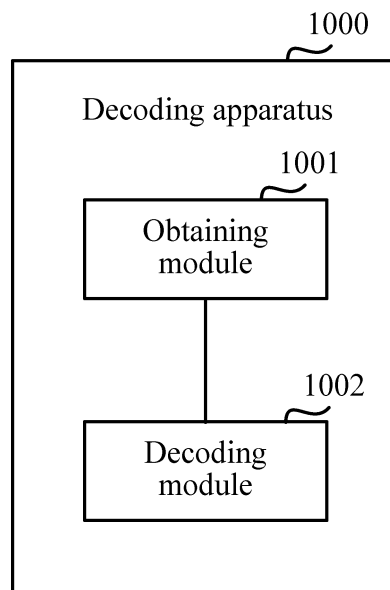 1000
Decoding apparatus
1001
Obtaining
module
1002
Decoding
module